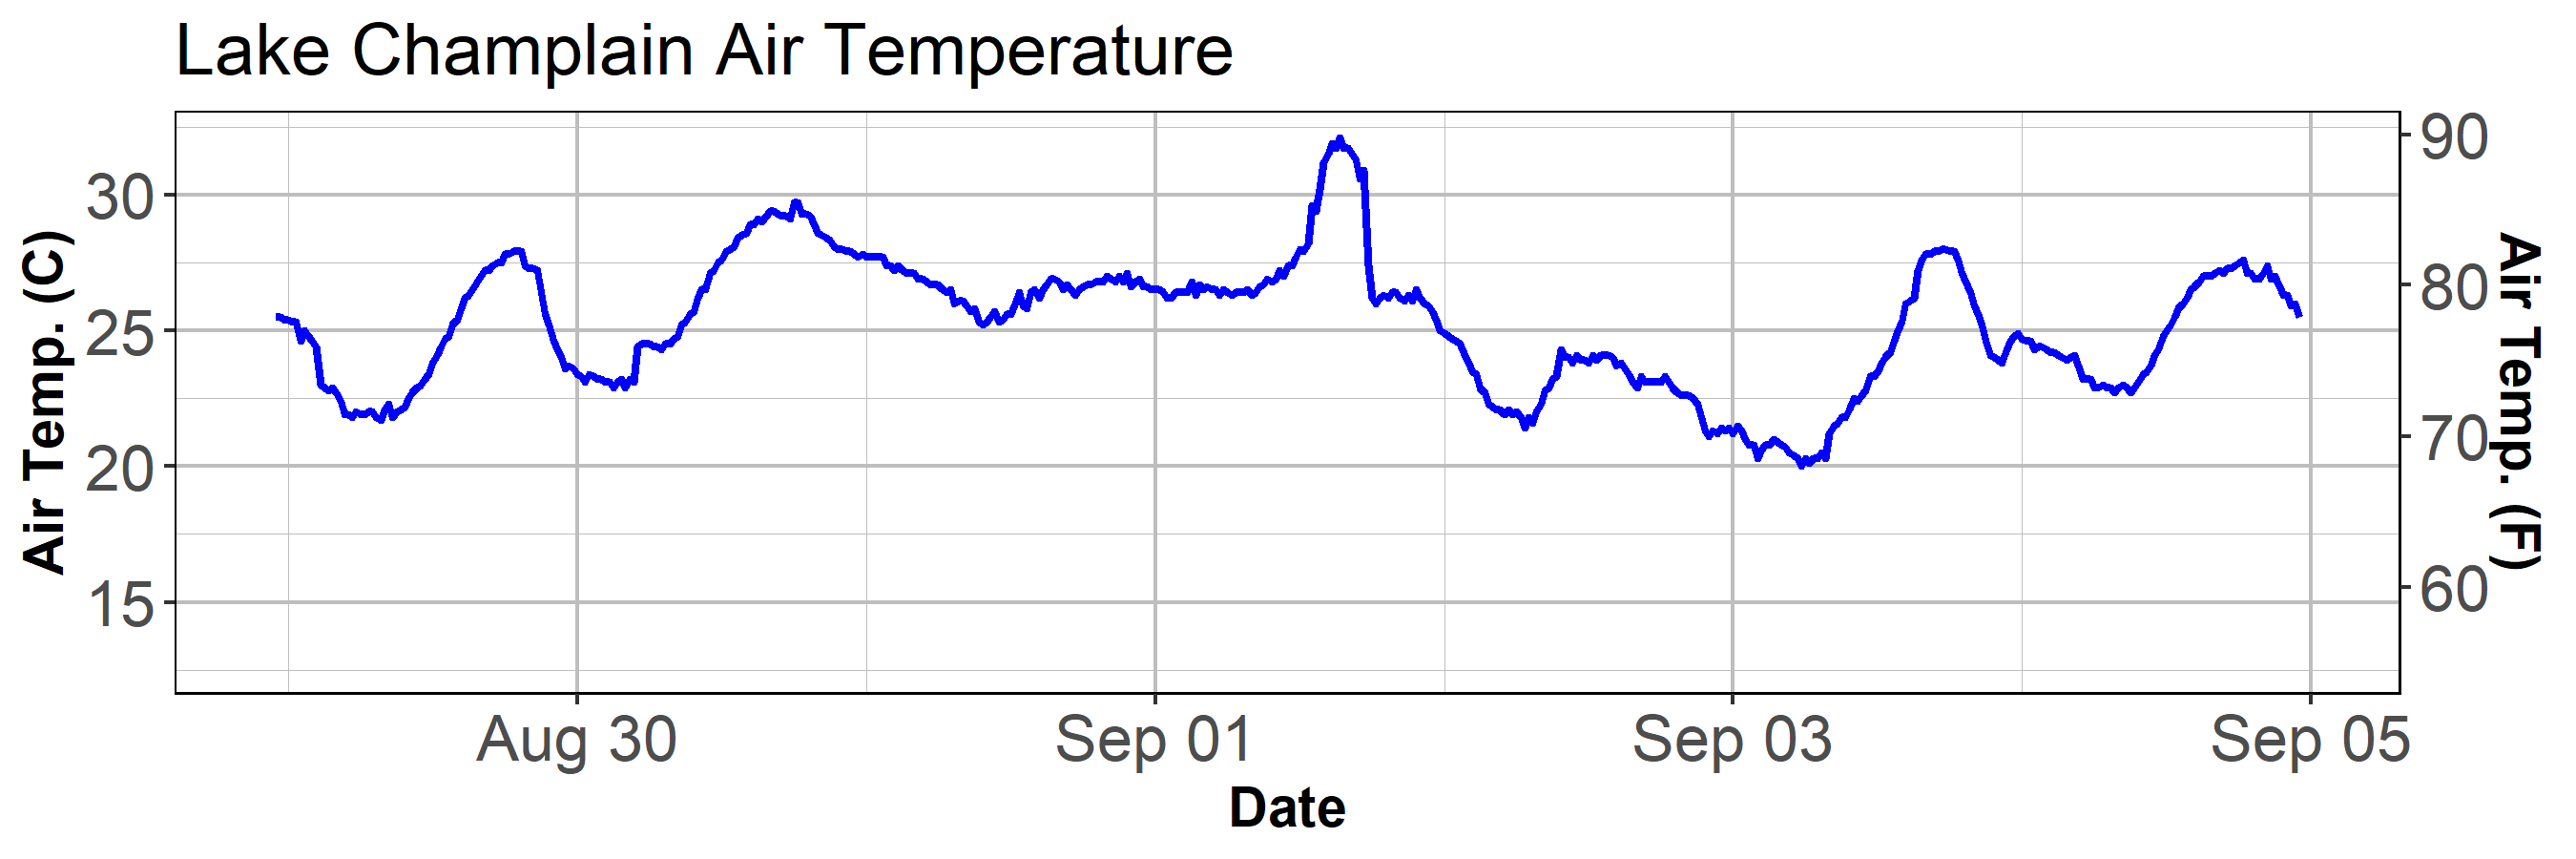 Lake Champlain Air Temperature
Air Temp. (C)
30
25
20
15
90
80
70
60
Air Temp. (F)
Aug 30
Sep 01
Sep 03
Sep 05
Date